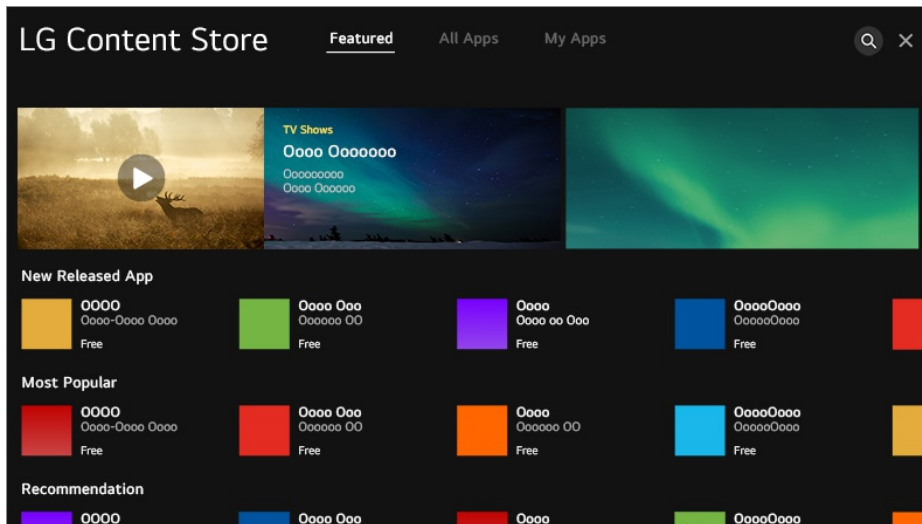 LG Content Store
Featured
All Apps
My Apps
TV Shows
Oooo Ooooooo
Ooooooooo
Oooo Oooooo
New Released App
OOOO
Oooo-Oooo Oooo
Free
Oooo Ooo
Oooooo OO
Free
Oooo
Oooo oo Ooo
Free
OoooOooo
OooooOooo
Free
Most Popular
OOOO
Oooo-Oooo Oooo
Free
Oooo Ooo
Oooooo OO
Free
Oooo
Oooooo OO
Free
OoooOooo
OooooOooo
Free
Recommendation
OOOO
Oooo Ooo
Oooo
OoooOooo